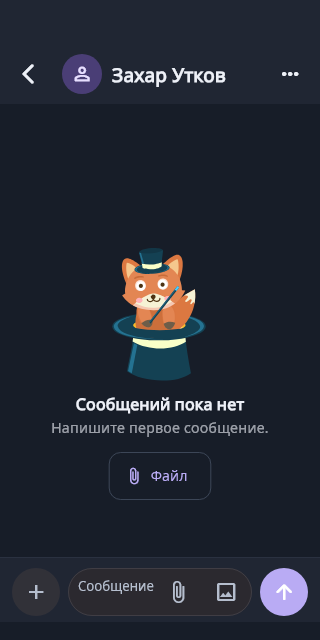 Захар Утков
Сообщений пока нет
Напишите первое сообщение.
Файл
Сообщение